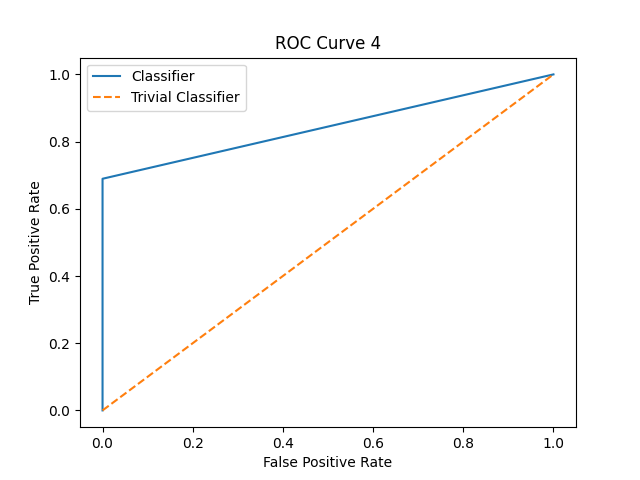 ROC Curve 4
Classifier
Trivial Classifier
True Positive Rate
1.0
0.8
0.6
0.4
0.2
0.0
0.0 0.2 0.4 0.6 0.8 1.0
False Positive Rate